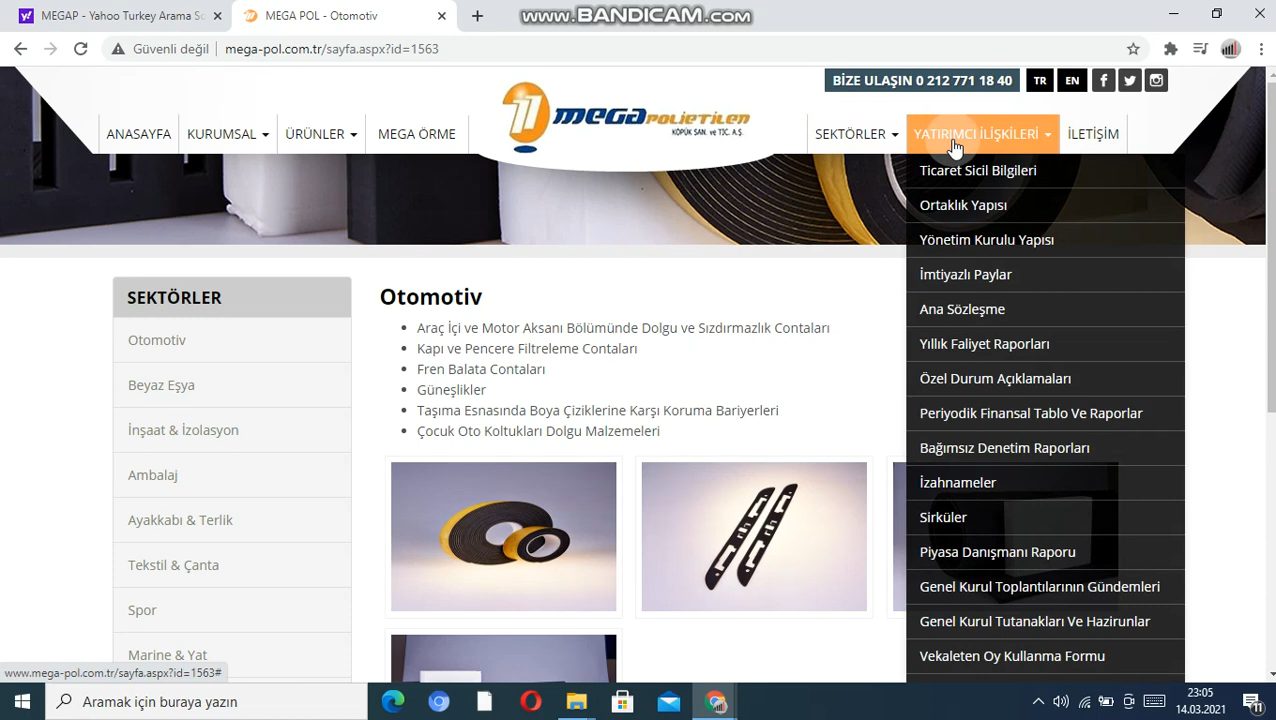 MEGAP - Yahoo Turkey Arama So
MEGA POL - Otomotiv
www.BANDICAM.com
Güvenli değil
mega-pol.com.tr/sayfa.aspx?id=1563
BİZE ULAŞIN 0 212 771 18 40
TR
EN
ANASAYFA
KURUMSAL
ÜRÜNLER
MEGA ÖRME
MEGA POLİETİLEN
KÖPÜK SAN. ve TİC. A.Ş.
SEKTÖRLER
YATIRIMCI İLİŞKİLERİ
İLETİŞİM
Ticaret Sicil Bilgileri
Ortaklık Yapısı
Yönetim Kurulu Yapısı
İmtiyazlı Paylar
Ana Sözleşme
Yıllık Faliyet Raporları
Özel Durum Açıklamaları
Periyodik Finansal Tablo Ve Raporlar
Bağımsız Denetim Raporları
İzahnameler
Sirküler
Piyasa Danışmanı Raporu
Genel Kurul Toplantılarının Gündemleri
Genel Kurul Tutanakları Ve Hazirunlar
Vekaleten Oy Kullanma Formu
SEKTÖRLER
Otomotiv
Beyaz Eşya
İnşaat & İzolasyon
Ambalaj
Ayakkabı & Terlik
Tekstil & Çanta
Spor
Marine & Yat
Otomotiv
Araç İçi ve Motor Aksanı Bölümünde Dolgu ve Sızdırmazlık Contaları
Kapı ve Pencere Filtreleme Contaları
Fren Balata Contaları
Güneşlikler
Taşıma Esnasında Boya Çiziklerine Karşı Koruma Bariyerleri
Çocuk Oto Koltukları Dolgu Malzemeleri
www.mega-pol.com.tr/sayfa.aspx?id=1563#
Aramak için buraya yazın
23:05
14.03.2021
11